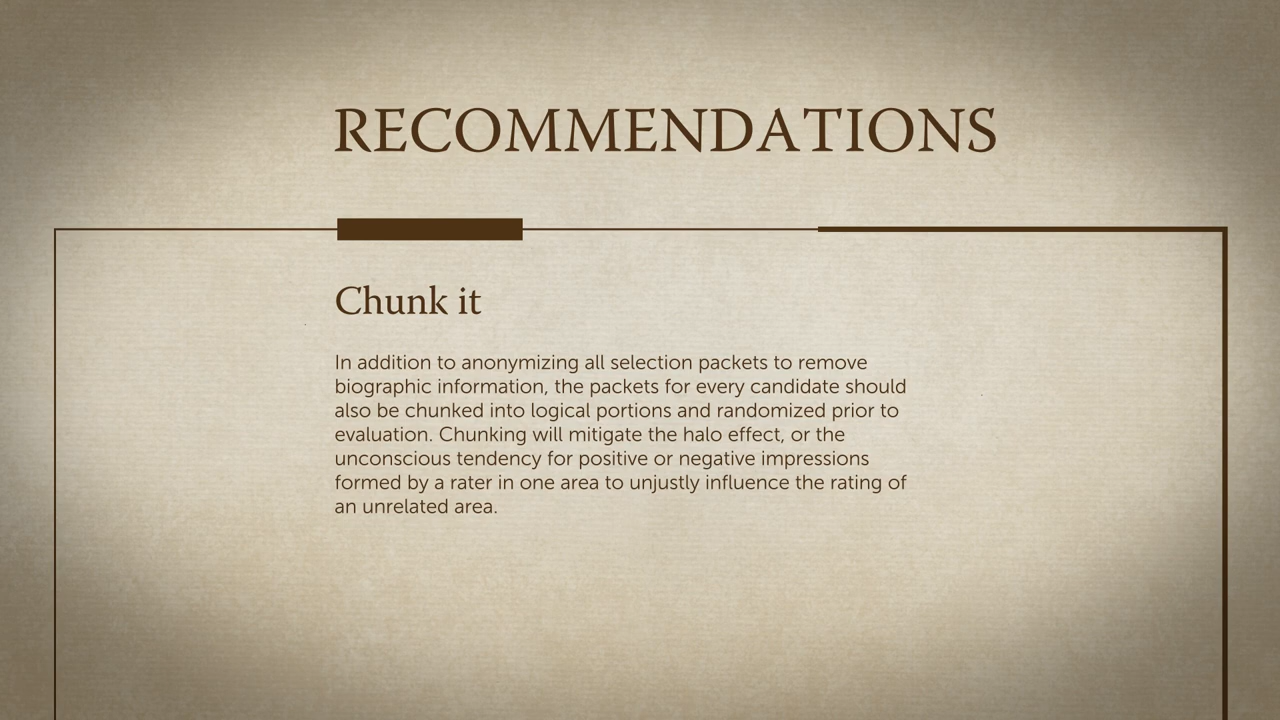 RECOMMENDATIONS
Chunk it
In addition to anonymizing all selection packets to remove
biographic information, the packets for every candidate should
also be chunked into logical portions and randomized prior to
evaluation. Chunking will mitigate the halo effect, or the
unconscious tendency for positive or negative impressions
formed by a rater in one area to unjustly influence the rating of
an unrelated area.